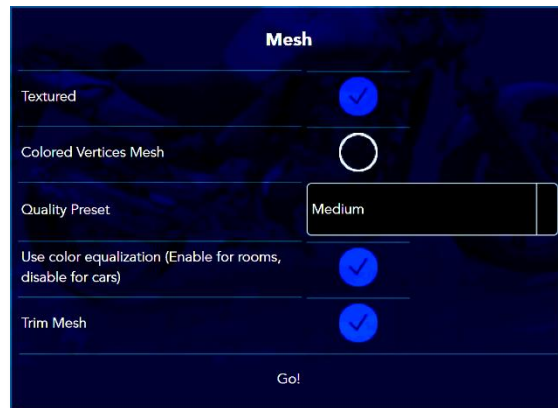 Mesh
Textured
Colored Vertices Mesh
Quality Preset
Medium
Use color equalization (Enable for rooms,
disable for cars)
Trim Mesh
Go!